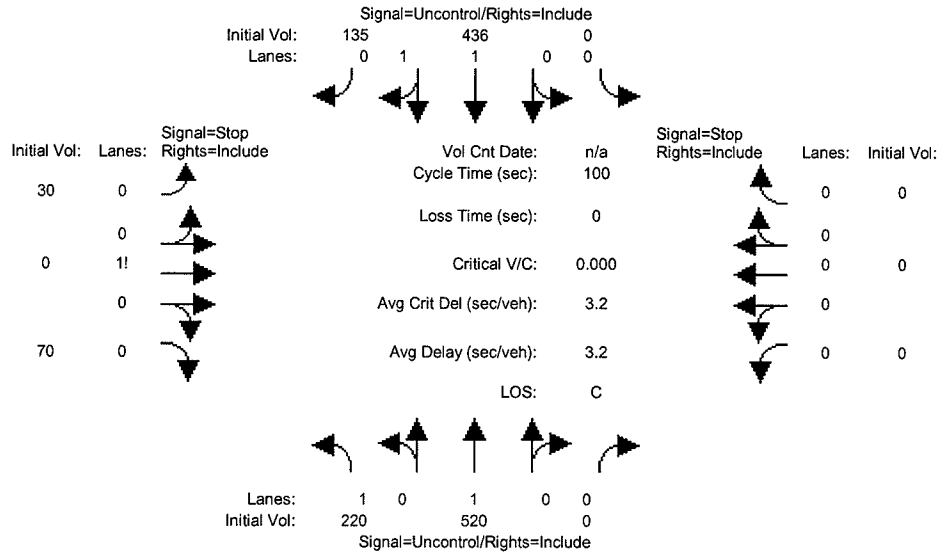 Signal=Uncontrol/Rights=Include
Initial Vol: 135 436 0
Lanes: 0 1 1 0 0
Signal=Stop
Initial Vol: Lanes: Rights=Include
30 0
0
0 1!
0
70 0
Vol Cnt Date: n/a
Cycle Time (sec): 100
Loss Time (sec): 0
Critical V/C: 0.000
Avg Crit Del (sec/veh): 3.2
Avg Delay (sec/veh): 3.2
LOS: C
Signal=Stop
Rights=Include Lanes: Initial Vol:
0 0
0
0 0
0
0 0
Lanes: 1 0 1 0 0
Initial Vol: 220 520 0
Signal=Uncontrol/Rights=Include